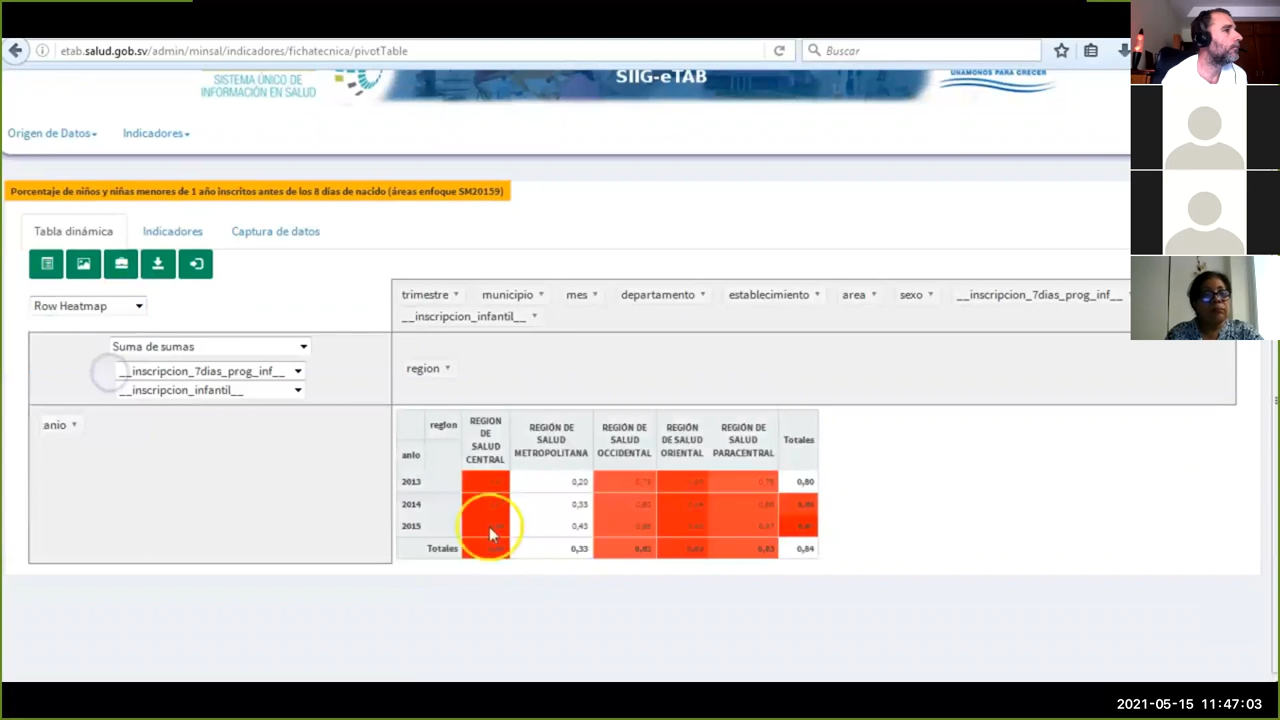 etab.salud.gob.sv/admin/minsal/indicadores/fichatecnica/pivotTable
Buscar
SISTEMA ÚNICO DE
INFORMACIÓN EN SALUD
SIIG-eTAB
UNÁMONOS PARA CRECER
Origen de Datos
Indicadores
Porcentaje de niños y niñas menores de 1 año inscritos antes de los 8 días de nacido (áreas enfoque SM20159)
Tabla dinámica
Indicadores
Captura de datos
Row Heatmap
trimestre
municipio
mes
departamento
establecimiento
area
sexo
__inscripcion_7dias_prog_inf__
__inscripcion_infantil__
Suma de sumas
__inscripcion_7dias_prog_inf__
__inscripcion_infantil__
region
anio
region
anio
REGION DE SALUD CENTRAL
REGIÓN DE SALUD METROPOLITANA
REGIÓN DE SALUD OCCIDENTAL
REGIÓN DE SALUD ORIENTAL
REGIÓN DE SALUD PARACENTRAL
Totales
2013 0,20 0,80
2014 0,33
2015 0,43
Totales 0,33 0,83 0,84
2021-05-15 11:47:03